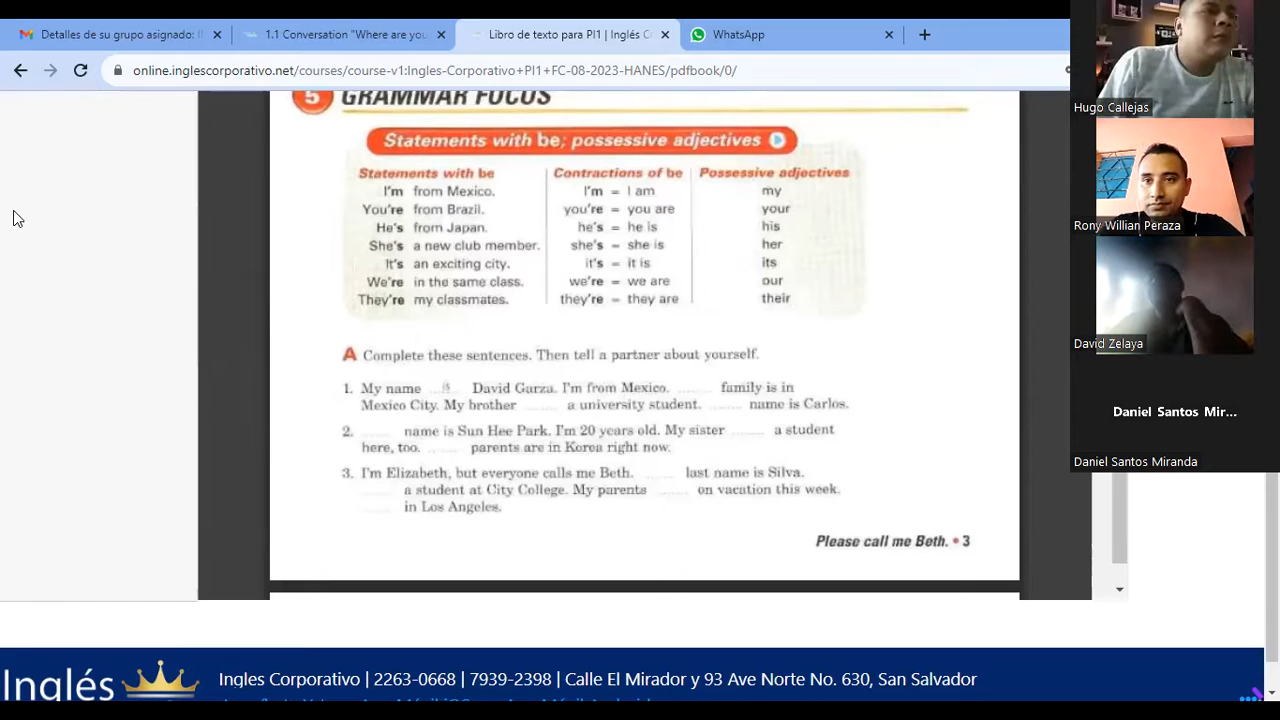 Detalles de su grupo asignado:
1.1 Conversation "Where are you
Libro de texto para PI1 | Inglés C
WhatsApp
online.inglescorporativo.net/courses/course-v1:Ingles-Corporativo+PI1+FC-08-2023-HANES/pdfbook/0/
5 GRAMMAR FOCUS
Statements with be; possessive adjectives
Statements with be Contractions of be Possessive adjectives
I'm from Mexico. I'm = I am my
You're from Brazil. you're = you are your
He's from Japan. he's = he is his
She's a new club member. she's = she is her
It's an exciting city. it's = it is its
We're in the same class. we're = we are our
They're my classmates. they're = they are their
A Complete these sentences. Then tell a partner about yourself.
1. My name is David Garza. I'm from Mexico. family is in
Mexico City. My brother a university student. name is Carlos.
2. name is Sun Hee Park. I'm 20 years old. My sister a student
here, too. parents are in Korea right now.
3. I'm Elizabeth, but everyone calls me Beth. last name is Silva.
a student at City College. My parents on vacation this week.
in Los Angeles.
Please call me Beth. • 3
Inglés
Ingles Corporativo | 2263-0668 | 7939-2398 | Calle El Mirador y 93 Ave Norte No. 630, San Salvador
Hugo Callejas
Rony Willian Peraza
David Zelaya
Daniel Santos Mir...
Daniel Santos Miranda